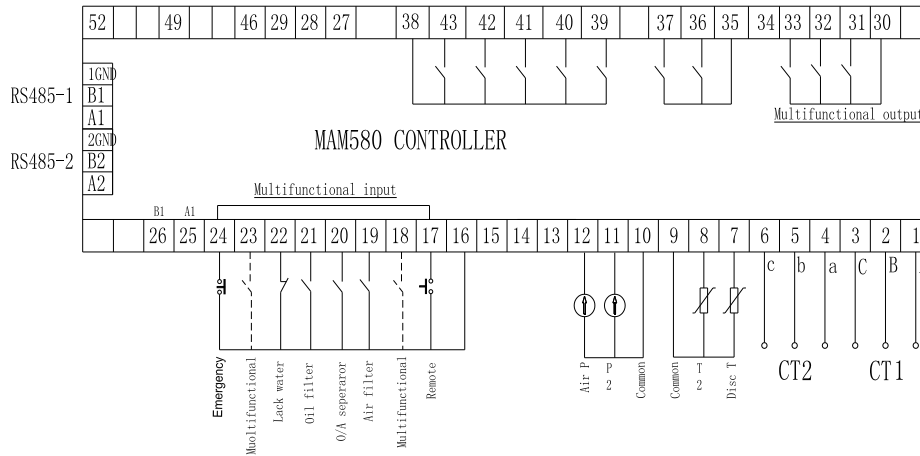 52 49 46 29 28 27 38 43 42 41 40 39 37 36 35 34 33 32 31 30
1GND
RS485-1 B1
A1
2GND
RS485-2 B2
A2
MAM580 CONTROLLER
Multifunctional output
Multifunctional input
B1 A1
26 25 24 23 22 21 20 19 18 17 16 15 14 13 12 11 10 9 8 7 6 5 4 3 2 1
c b a C B
Emergency
Muoltifunctional
Lack water
Oil filter
O/A seperaror
Air filter
Multifunctional
Remote
Air P
P 2
Common
Common
T 2
Disc T
CT2
CT1